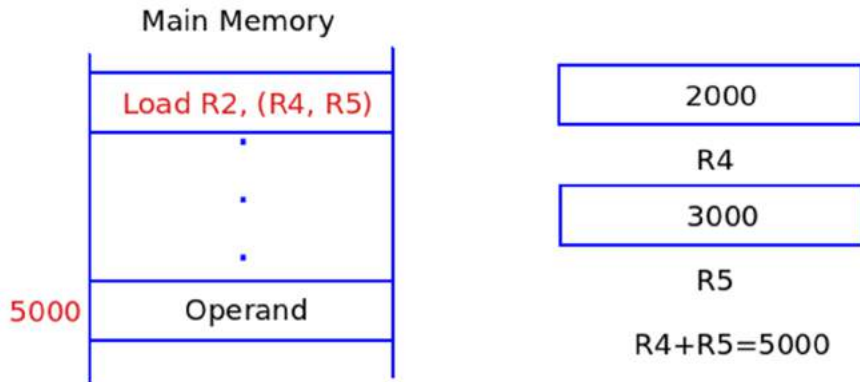 Main Memory
Load R2, (R4, R5)
2000
R4
3000
R5
5000
Operand
R4+R5=5000